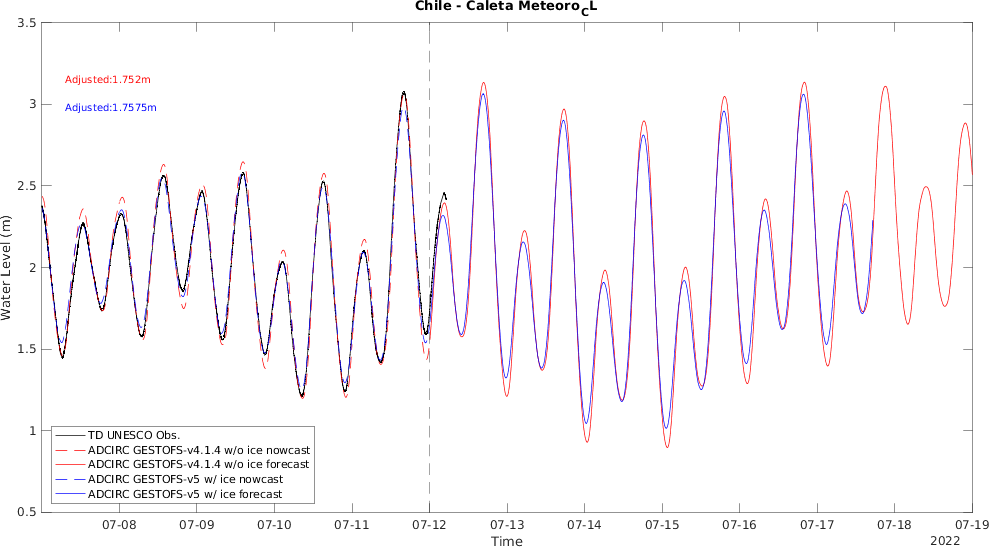 Chile - Caleta Meteoro_CL
3.5
3
2.5
2
1.5
1
0.5
Water Level (m)
Adjusted:1.752m
Adjusted:1.7575m
TD UNESCO Obs.
ADCIRC GESTOFS-v4.1.4 w/o ice nowcast
ADCIRC GESTOFS-v4.1.4 w/o ice forecast
ADCIRC GESTOFS-v5 w/ ice nowcast
ADCIRC GESTOFS-v5 w/ ice forecast
07-08 07-09 07-10 07-11 07-12 07-13 07-14 07-15 07-16 07-17 07-18 07-19
Time
2022